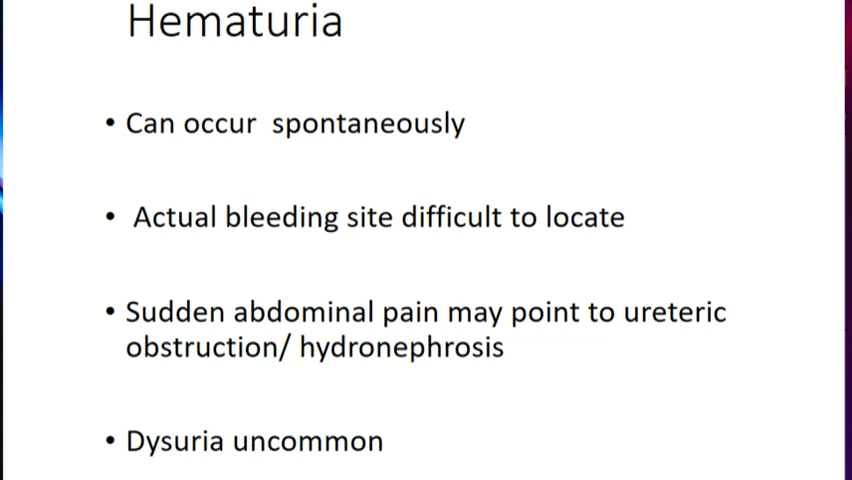 Hematuria
• Can occur  spontaneously
• Actual bleeding site difficult to locate
• Sudden abdominal pain may point to ureteric
obstruction/ hydronephrosis
• Dysuria uncommon